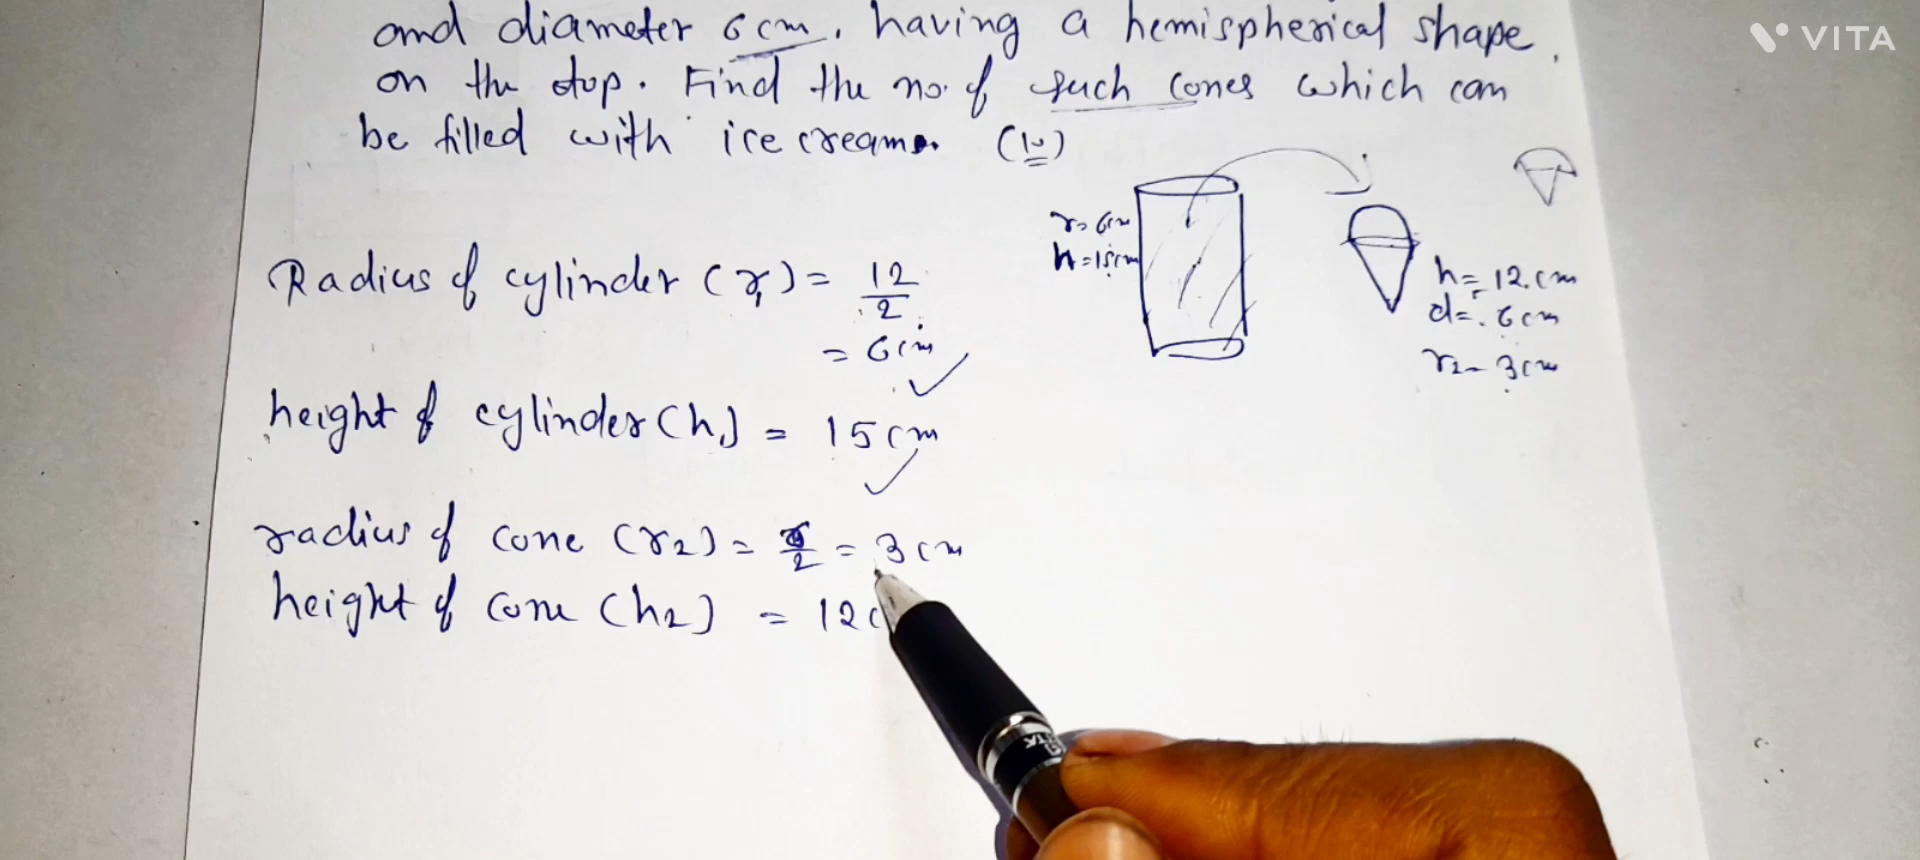 and diameter 6cm, having a hemispherical shape
on the top. Find the no. of such cones which can
be filled with ice cream. (10)
VITA
r= 6cm
h=15cm
h= 12cm
d= 6cm
r2= 3cm
Radius of cylinder (r1) = 12/2
= 6cm
height of cylinder (h1) = 15cm
radius of cone (r2) = 6/2 = 3cm
height of cone (h2) = 12c